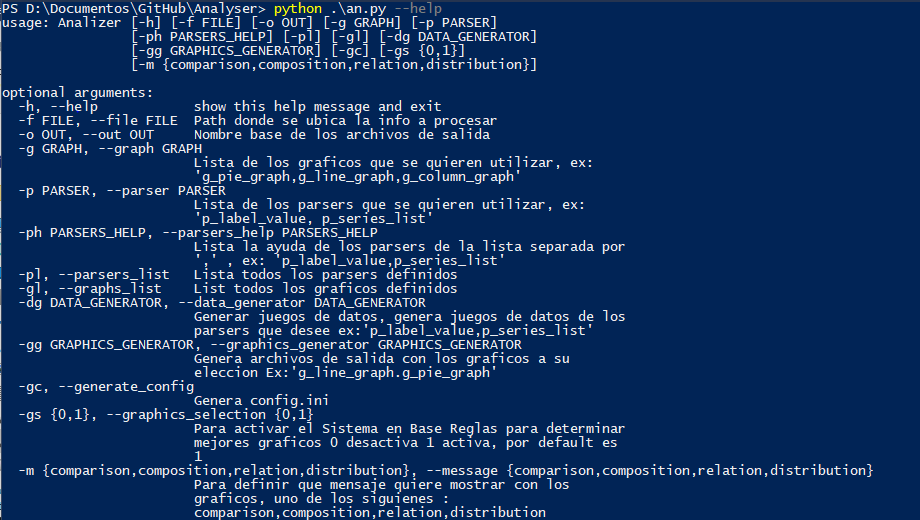 PS D:\Documentos\GitHub\Analyser> python .\an.py --help
usage: Analizer [-h] [-f FILE] [-o OUT] [-g GRAPH] [-p PARSER]
                [-ph PARSERS_HELP] [-pl] [-gl] [-dg DATA_GENERATOR]
                [-gg GRAPHICS_GENERATOR] [-gc] [-gs {0,1}]
                [-m {comparison,composition,relation,distribution}]

optional arguments:
  -h, --help            show this help message and exit
  -f FILE, --file FILE  Path donde se ubica la info a procesar
  -o OUT, --out OUT     Nombre base de los archivos de salida
  -g GRAPH, --graph GRAPH
                        Lista de los graficos que se quieren utilizar, ex:
                        'g_pie_graph,g_line_graph,g_column_graph'
  -p PARSER, --parser PARSER
                        Lista de los parsers que se quieren utilizar, ex:
                        'p_label_value, p_series_list'
  -ph PARSERS_HELP, --parsers_help PARSERS_HELP
                        Lista la ayuda de los parsers de la lista separada por
                        ',' , ex: 'p_label_value,p_series_list'
  -pl, --parsers_list   Lista todos los parsers definidos
  -gl, --graphs_list    List todos los graficos definidos
  -dg DATA_GENERATOR, --data_generator DATA_GENERATOR
                        Generar juegos de datos, genera juegos de datos de los
                        parsers que desee ex:'p_label_value,p_series_list'
  -gg GRAPHICS_GENERATOR, --graphics_generator GRAPHICS_GENERATOR
                        Genera archivos de salida con los graficos a su
                        eleccion Ex:'g_line_graph.g_pie_graph'
  -gc, --generate_config
                        Genera config.ini
  -gs {0,1}, --graphics_selection {0,1}
                        Para activar el Sistema en Base Reglas para determinar
                        mejores graficos 0 desactiva 1 activa, por default es
                        1
  -m {comparison,composition,relation,distribution}, --message {comparison,composition,relation,distribution}
                        Para definir que mensaje quiere mostrar con los
                        graficos, uno de los siguienes :
                        comparison,composition,relation,distribution